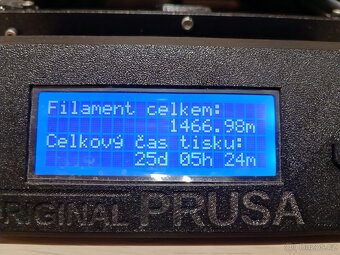 Filament celkem:
1466.98m
Celkový čas tisku:
25d 05h 24m
ORIGINAL PRUSA